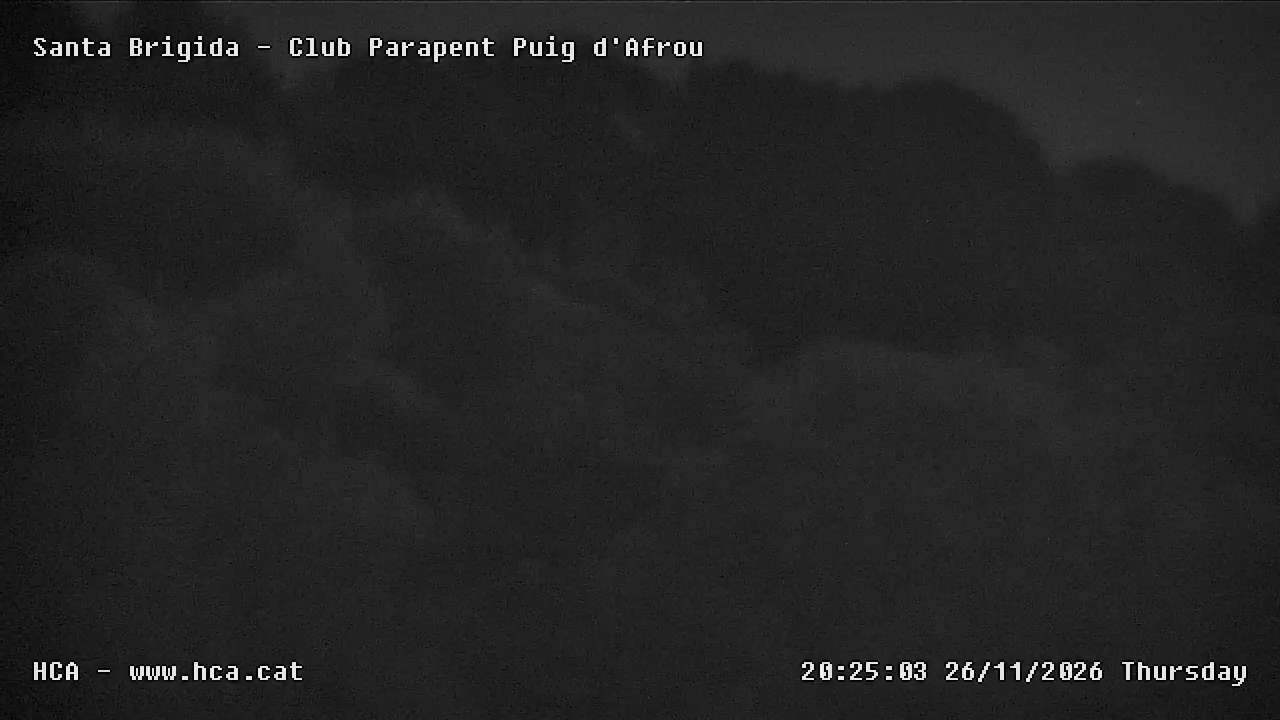 Santa Brigida - Club Parapent Puig d'Afrou
HCA - www.hca.cat
20:25:03 26/11/2026 Thursday